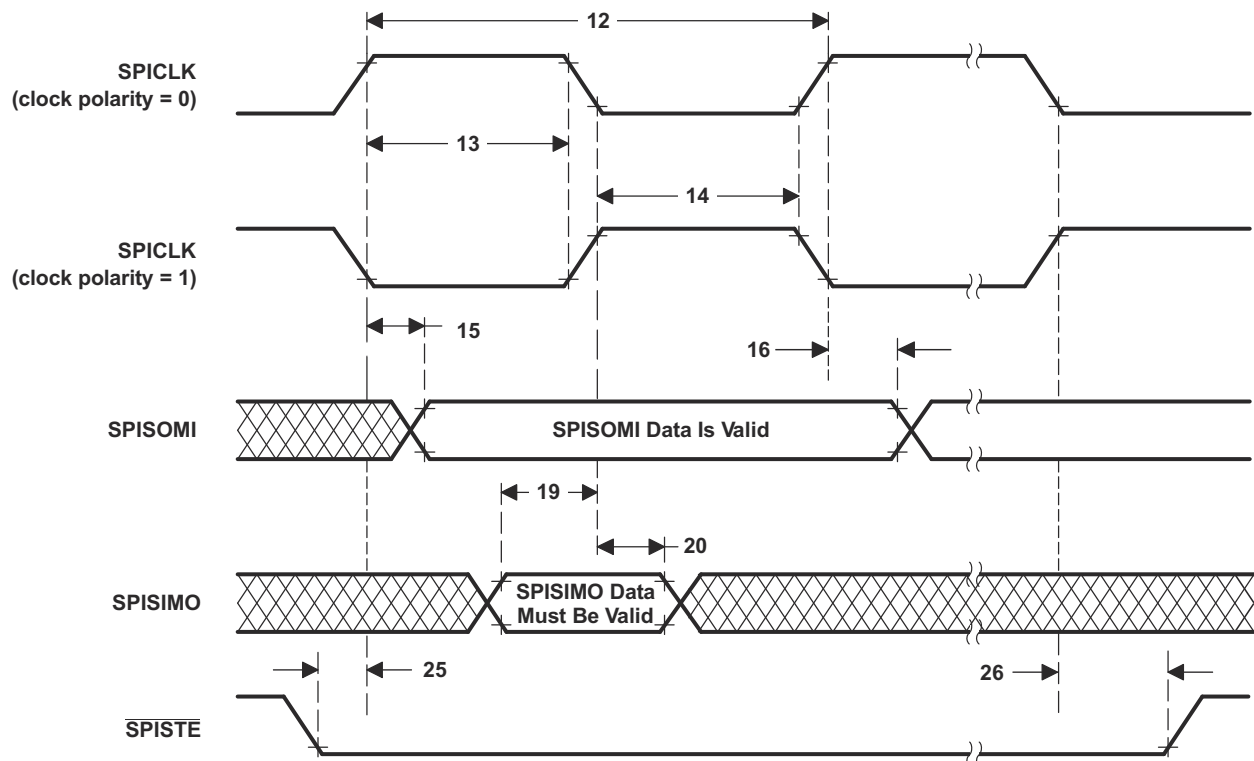 12
SPICLK
(clock polarity = 0)
13
14
SPICLK
(clock polarity = 1)
15
16
SPISOMI
SPISOMI Data Is Valid
19
20
SPISIMO
SPISIMO Data
Must Be Valid
25
26
SPISTE